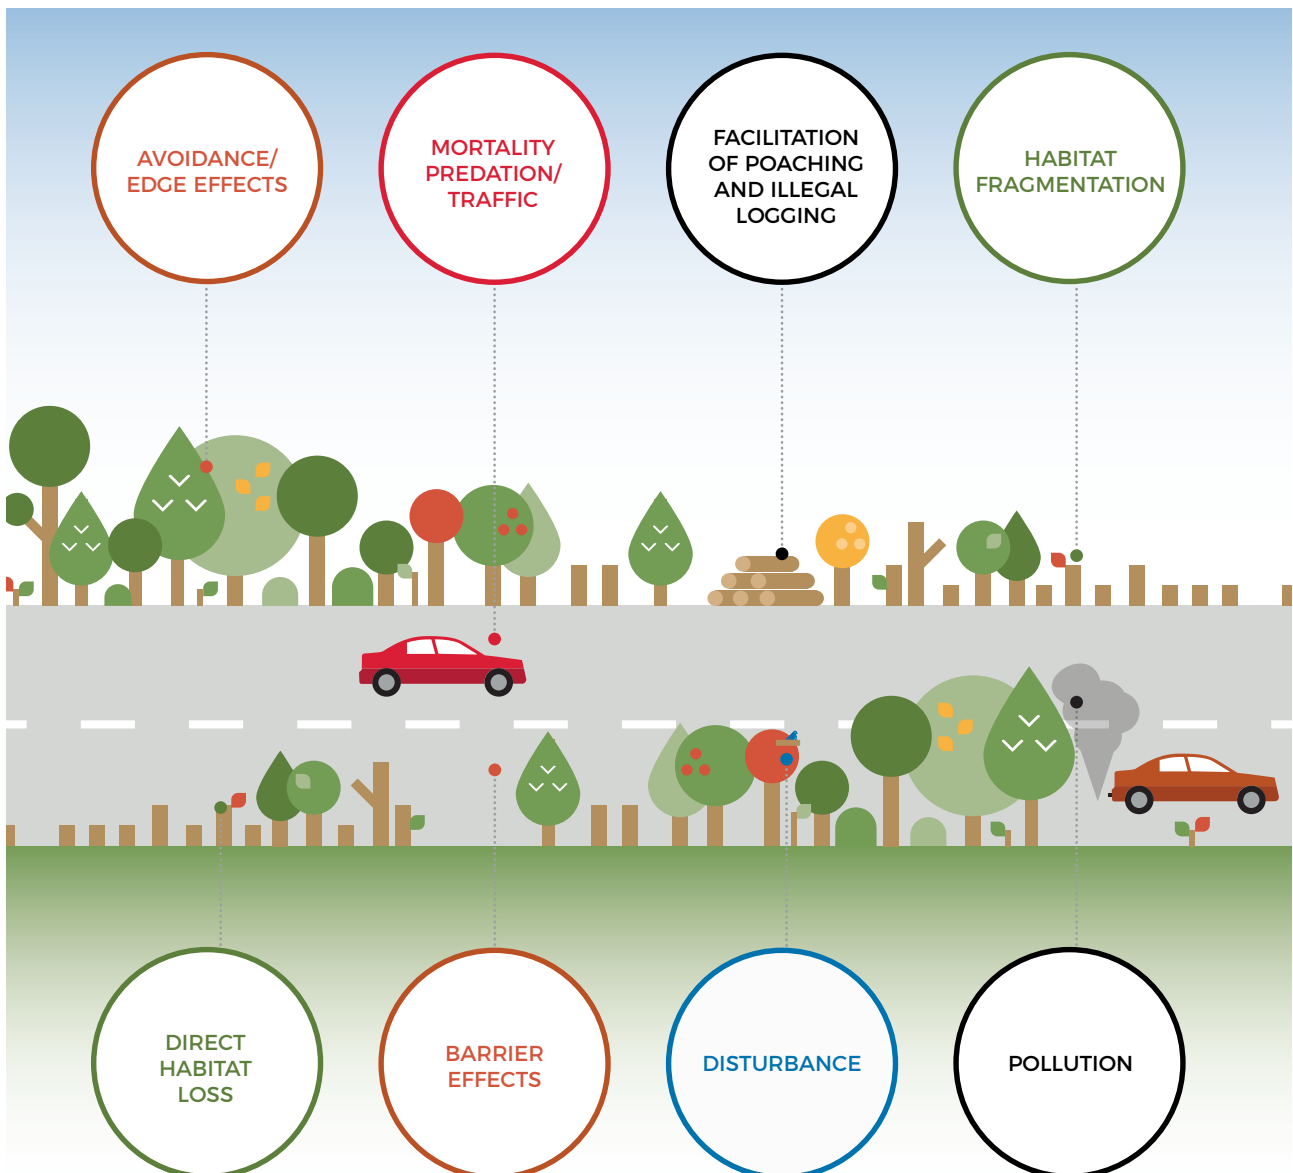 AVOIDANCE/
EDGE EFFECTS
MORTALITY
PREDATION/
TRAFFIC
FACILITATION
OF POACHING
AND ILLEGAL
LOGGING
HABITAT
FRAGMENTATION
DIRECT
HABITAT
LOSS
BARRIER
EFFECTS
DISTURBANCE
POLLUTION